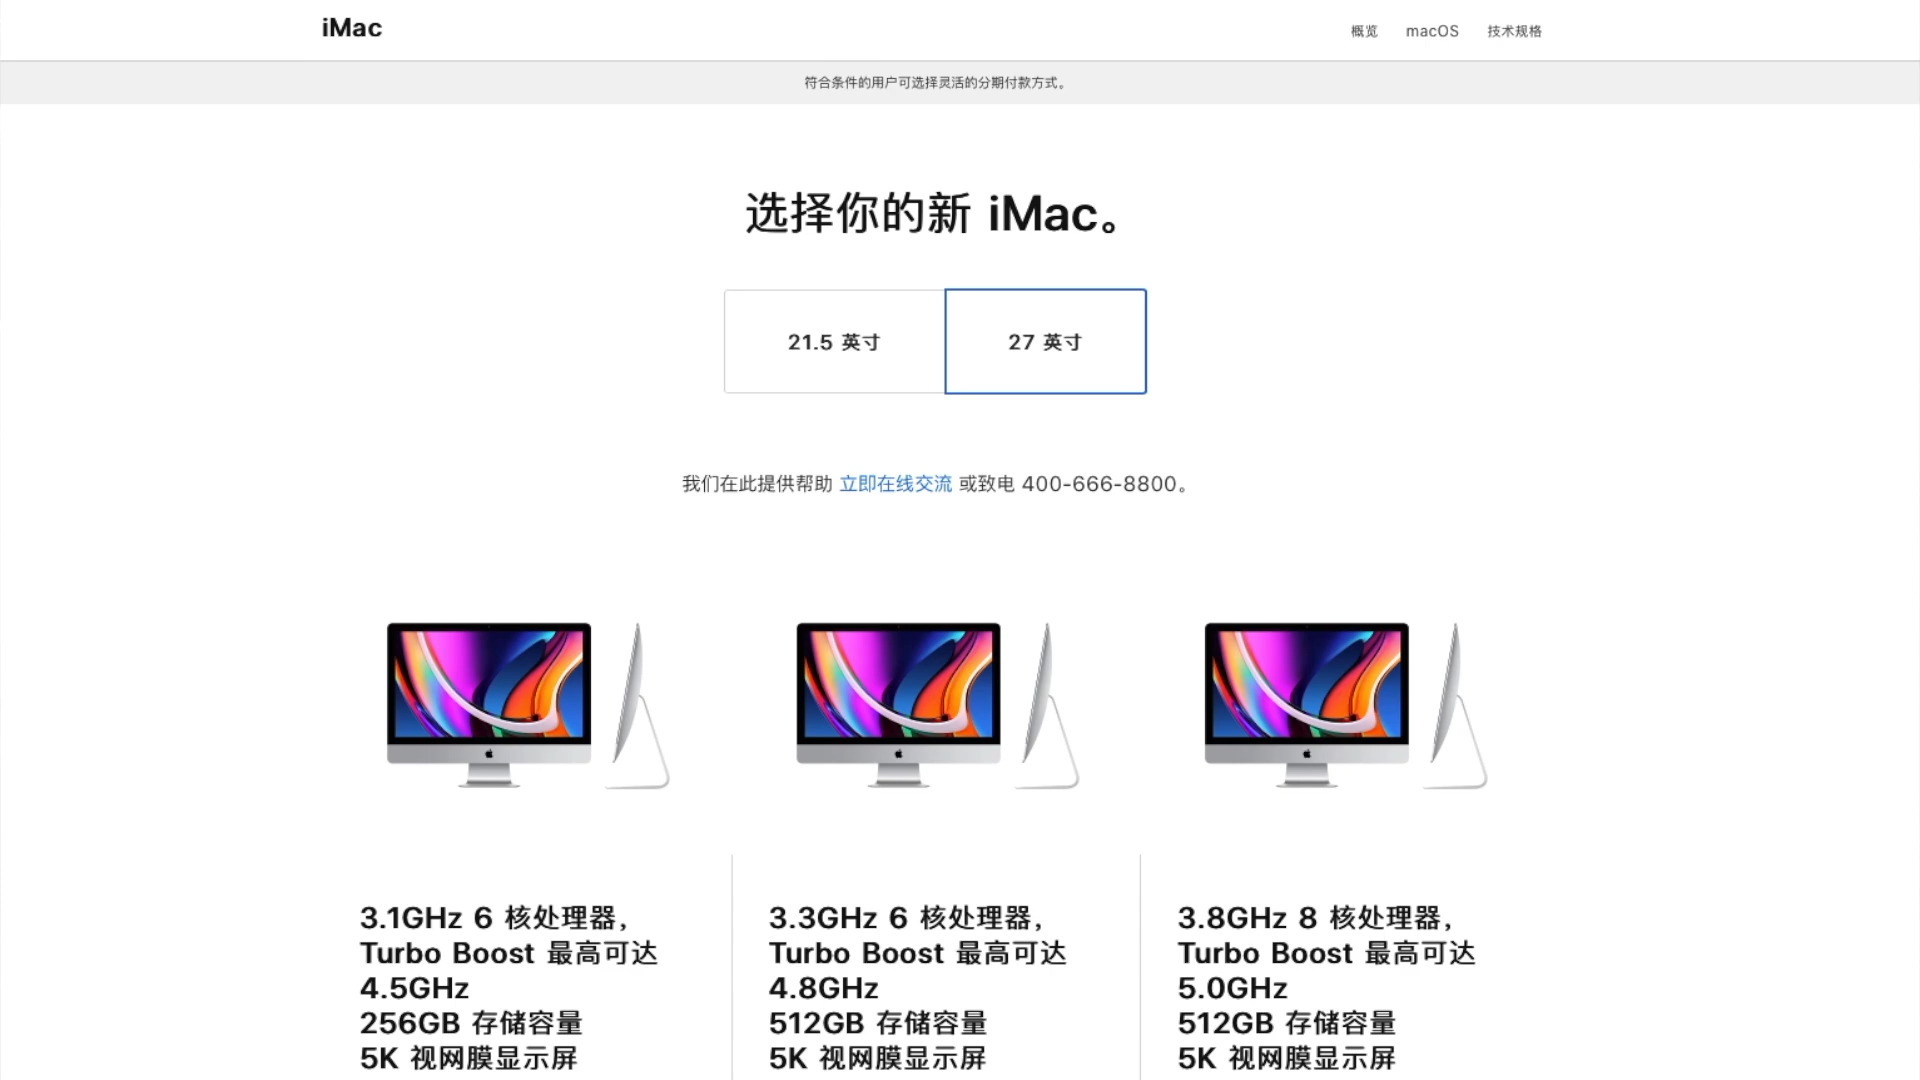 iMac
概览 macOS 技术规格
符合条件的用户可选择灵活的分期付款方式。
选择你的新 iMac。
21.5 英寸
27 英寸
我们在此提供帮助 立即在线交流 或致电 400-666-8800。
3.1GHz 6 核处理器，
Turbo Boost 最高可达
4.5GHz
256GB 存储容量
5K 视网膜显示屏
3.3GHz 6 核处理器，
Turbo Boost 最高可达
4.8GHz
512GB 存储容量
5K 视网膜显示屏
3.8GHz 8 核处理器，
Turbo Boost 最高可达
5.0GHz
512GB 存储容量
5K 视网膜显示屏